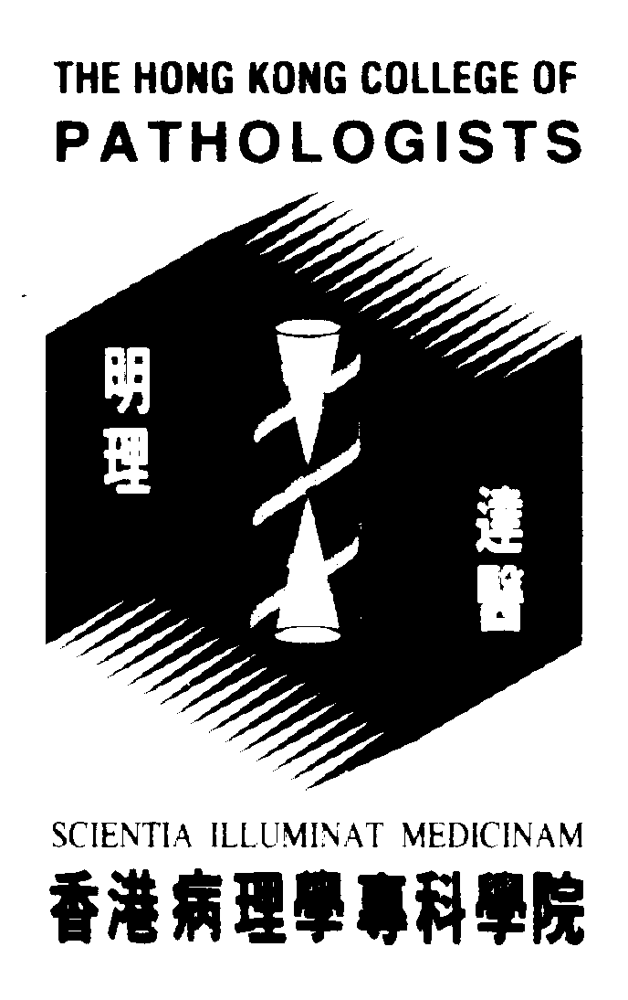 THE HONG KONG COLLEGE OF
PATHOLOGISTS
明理
達醫
SCIENTIA ILLUMINAT MEDICINAM
香港病理學專科學院